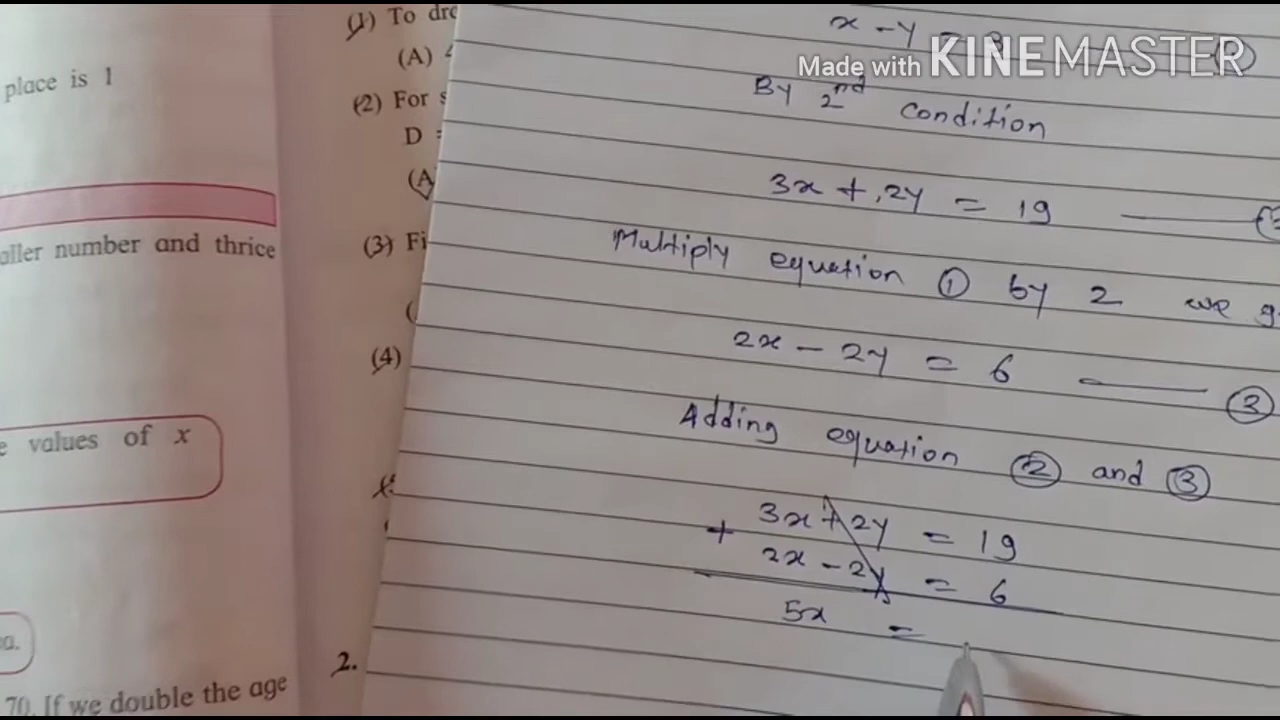 place is 1
aller number and thrice
values of x
70. If we double the age
(1) To
(A)
(2) For
D =
(A
(3) Fi
(4)
2.
x - y = 3
Made with KINEMASTER
By 2nd condition
3x + 2y = 19
Multiply equation ① by 2 we
2x - 2y = 6 —— ③
Adding equation ② and ③
3x + 2y = 19
+ 2x - 2y = 6
5x =